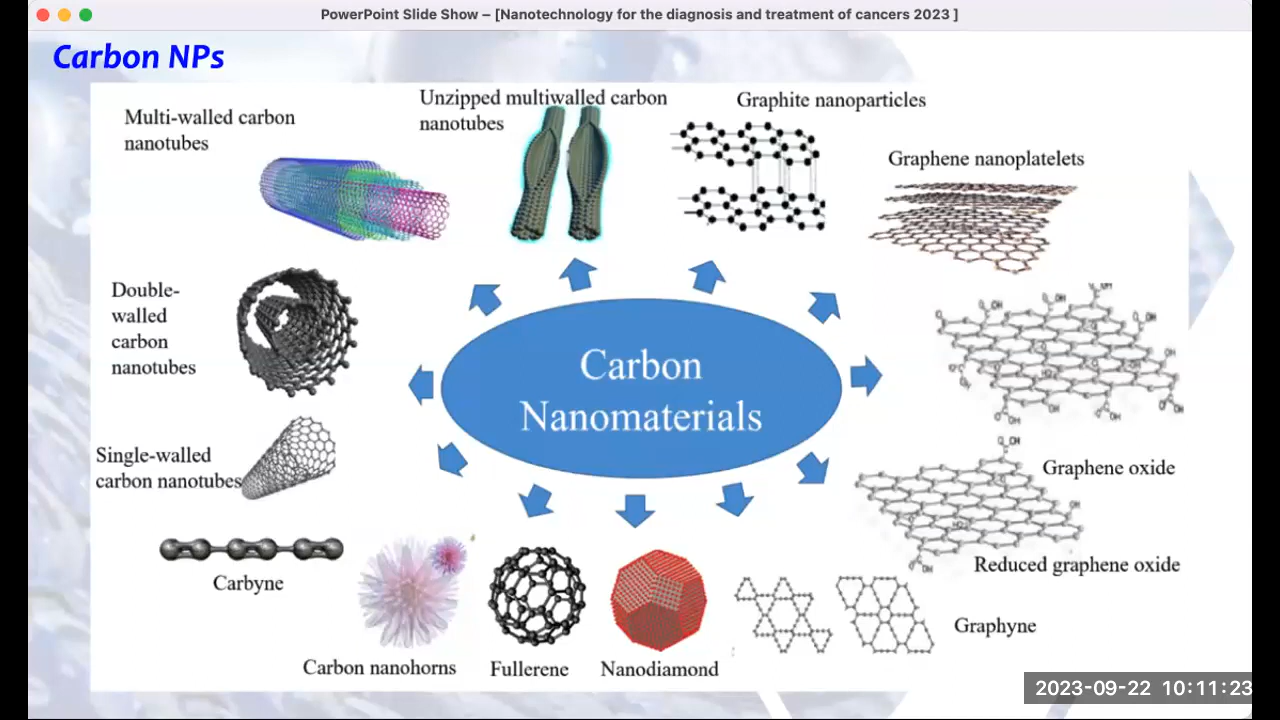 PowerPoint Slide Show – [Nanotechnology for the diagnosis and treatment of cancers 2023 ]
Carbon NPs
Multi-walled carbon
nanotubes
Unzipped multiwalled carbon
nanotubes
Graphite nanoparticles
Graphene nanoplatelets
Double-
walled
carbon
nanotubes
Carbon
Nanomaterials
Single-walled
carbon nanotubes
Graphene oxide
Reduced graphene oxide
Carbyne
Graphyne
Carbon nanohorns
Fullerene
Nanodiamond
2023-09-22 10:11:23